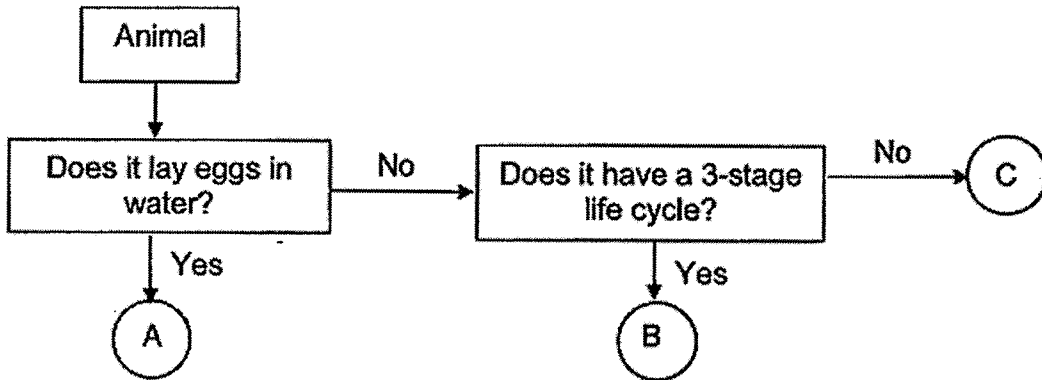 Animal
Does it lay eggs in
water?
No
Does it have a 3-stage
life cycle?
No
C
Yes
Yes
A
B